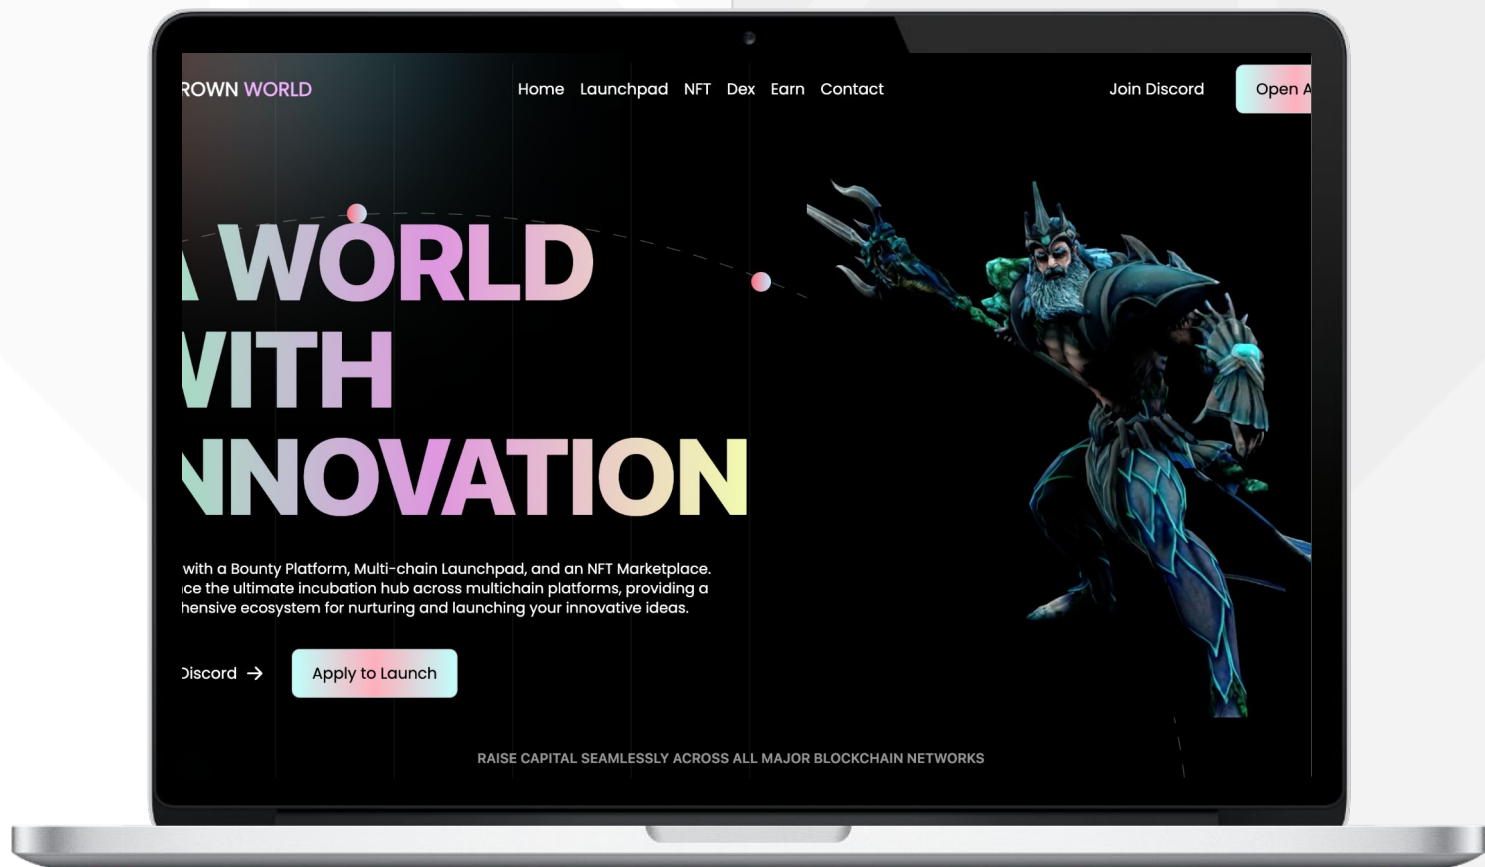 ROWN WORLD
Home Launchpad NFT Dex Earn Contact
Join Discord
Open A
A WORLD
WITH
NNOVATION
with a Bounty Platform, Multi-chain Launchpad, and an NFT Marketplace.
ce the ultimate incubation hub across multichain platforms, providing a
hensive ecosystem for nurturing and launching your innovative ideas.
Discord →
Apply to Launch
RAISE CAPITAL SEAMLESSLY ACROSS ALL MAJOR BLOCKCHAIN NETWORKS